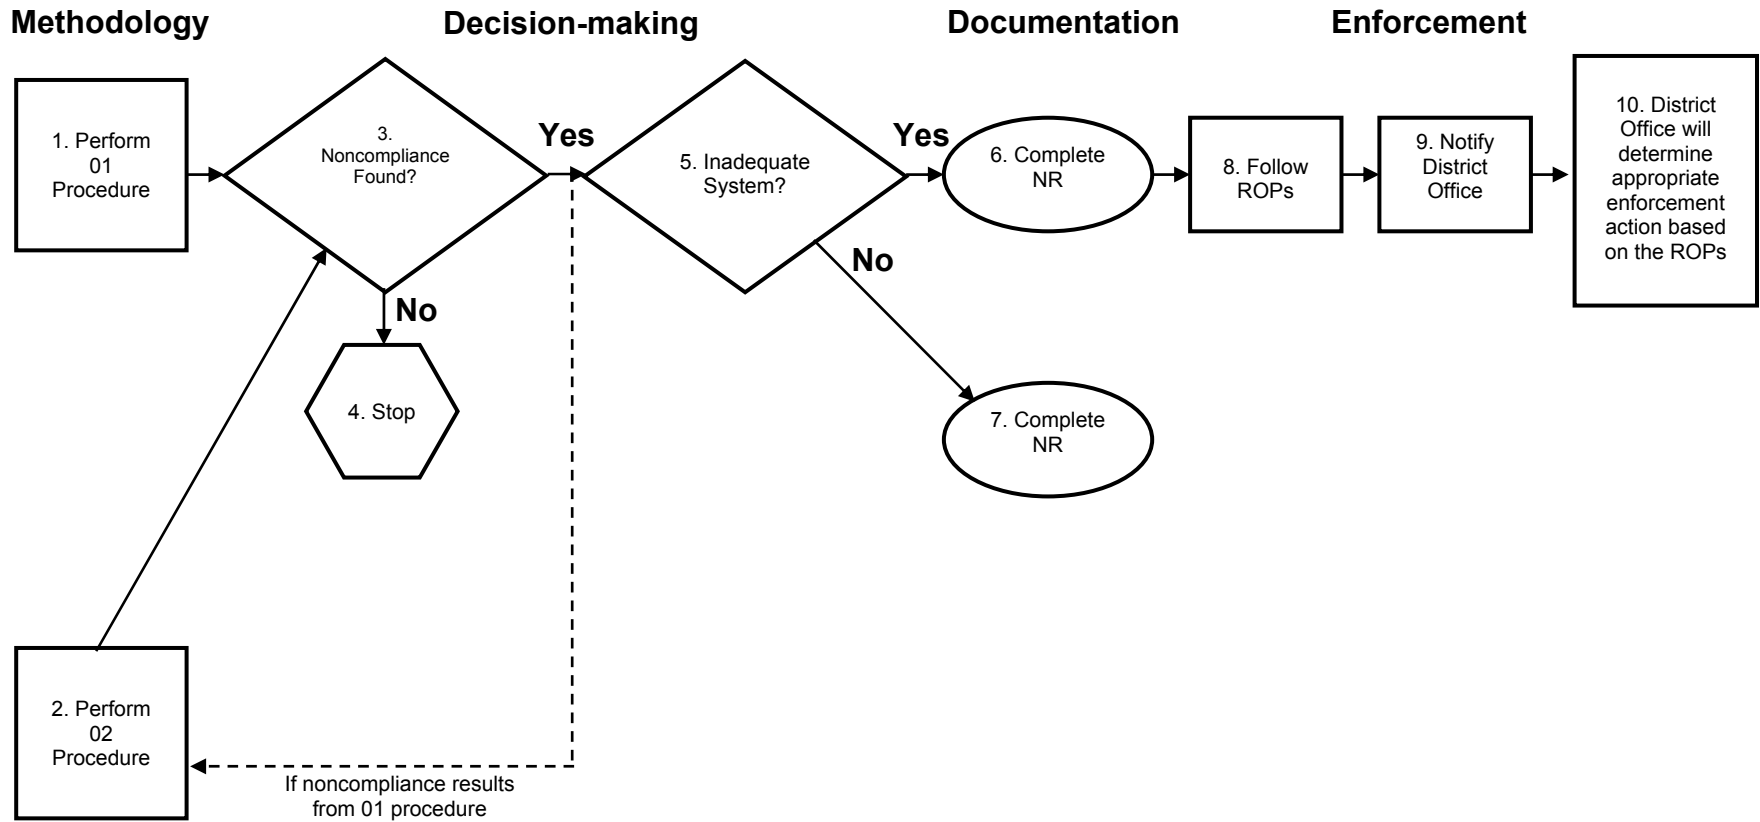 Methodology
Decision-making
Documentation
Enforcement
1. Perform
01
Procedure
3.
Noncompliance
Found?
Yes
No
4. Stop
5. Inadequate
System?
Yes
No
6. Complete
NR
7. Complete
NR
8. Follow
ROPs
9. Notify
District
Office
10. District
Office will
determine
appropriate
enforcement
action based
on the ROPs
2. Perform
02
Procedure
If noncompliance results
from 01 procedure